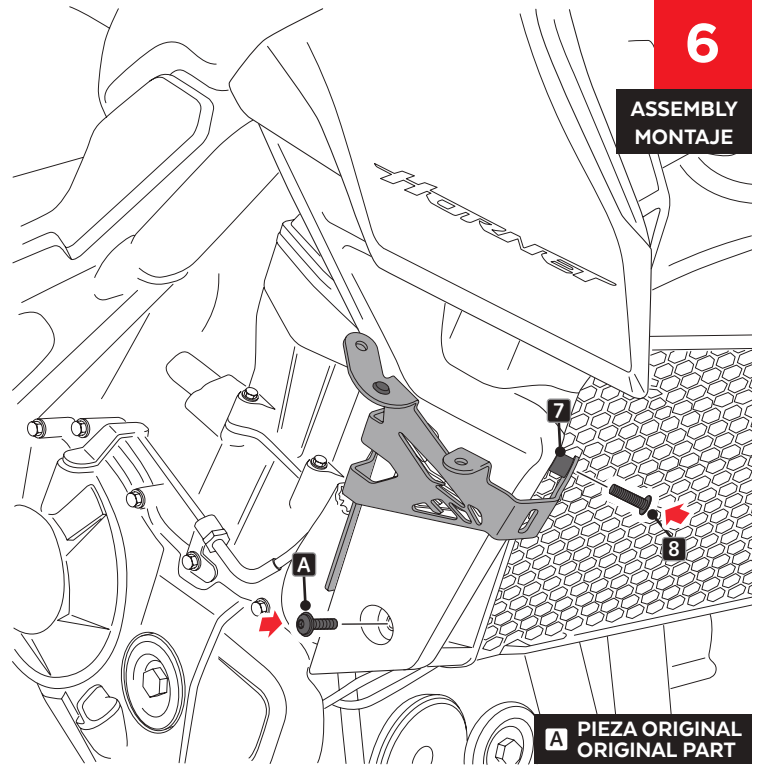 6
ASSEMBLY
MONTAJE
HORNET
7
8
A
A PIEZA ORIGINAL
ORIGINAL PART